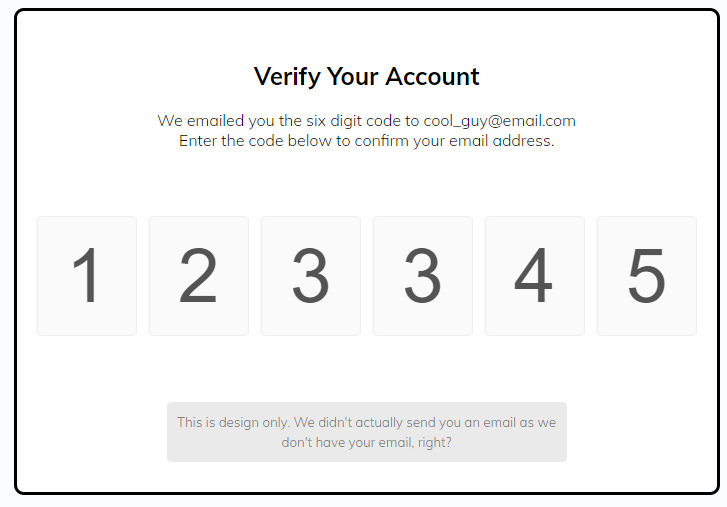 Verify Your Account
We emailed you the six digit code to cool_guy@email.com
Enter the code below to confirm your email address.
1 2 3 3 4 5
This is design only. We didn't actually send you an email as we
don't have your email, right?